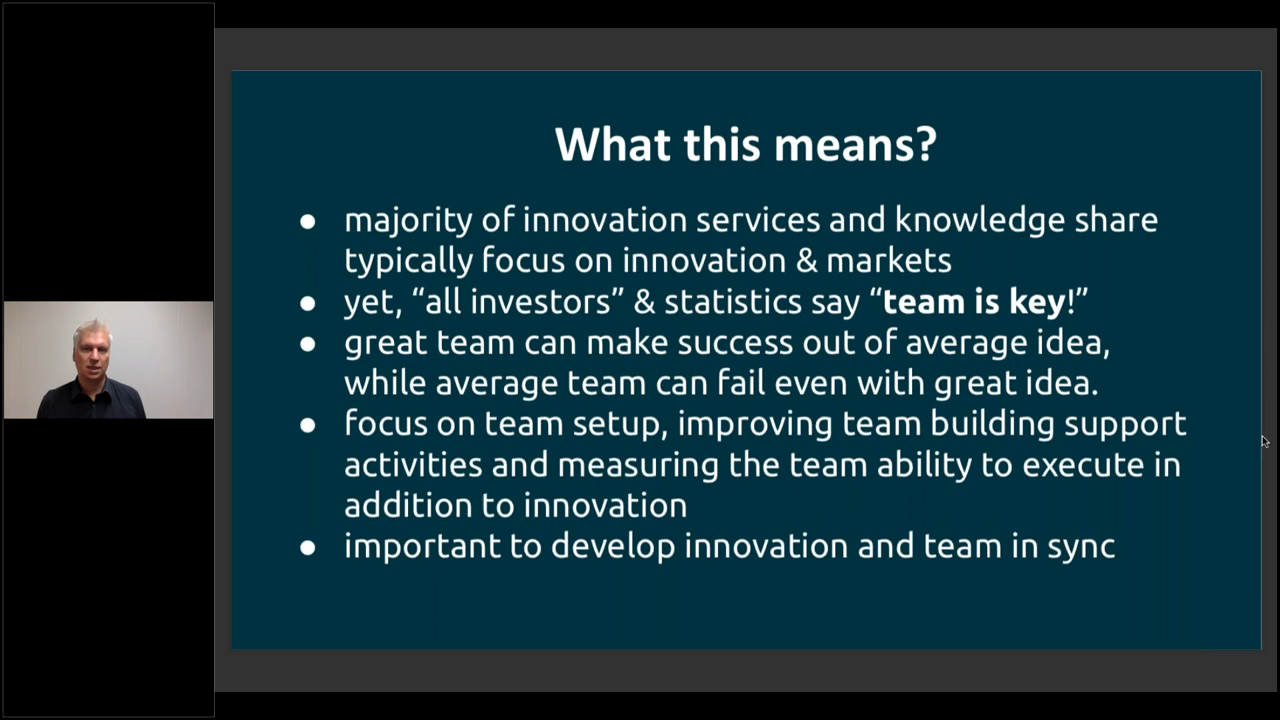 What this means?
● majority of innovation services and knowledge share
typically focus on innovation & markets
● yet, “all investors” & statistics say “team is key!”
● great team can make success out of average idea,
while average team can fail even with great idea.
● focus on team setup, improving team building support
activities and measuring the team ability to execute in
addition to innovation
● important to develop innovation and team in sync